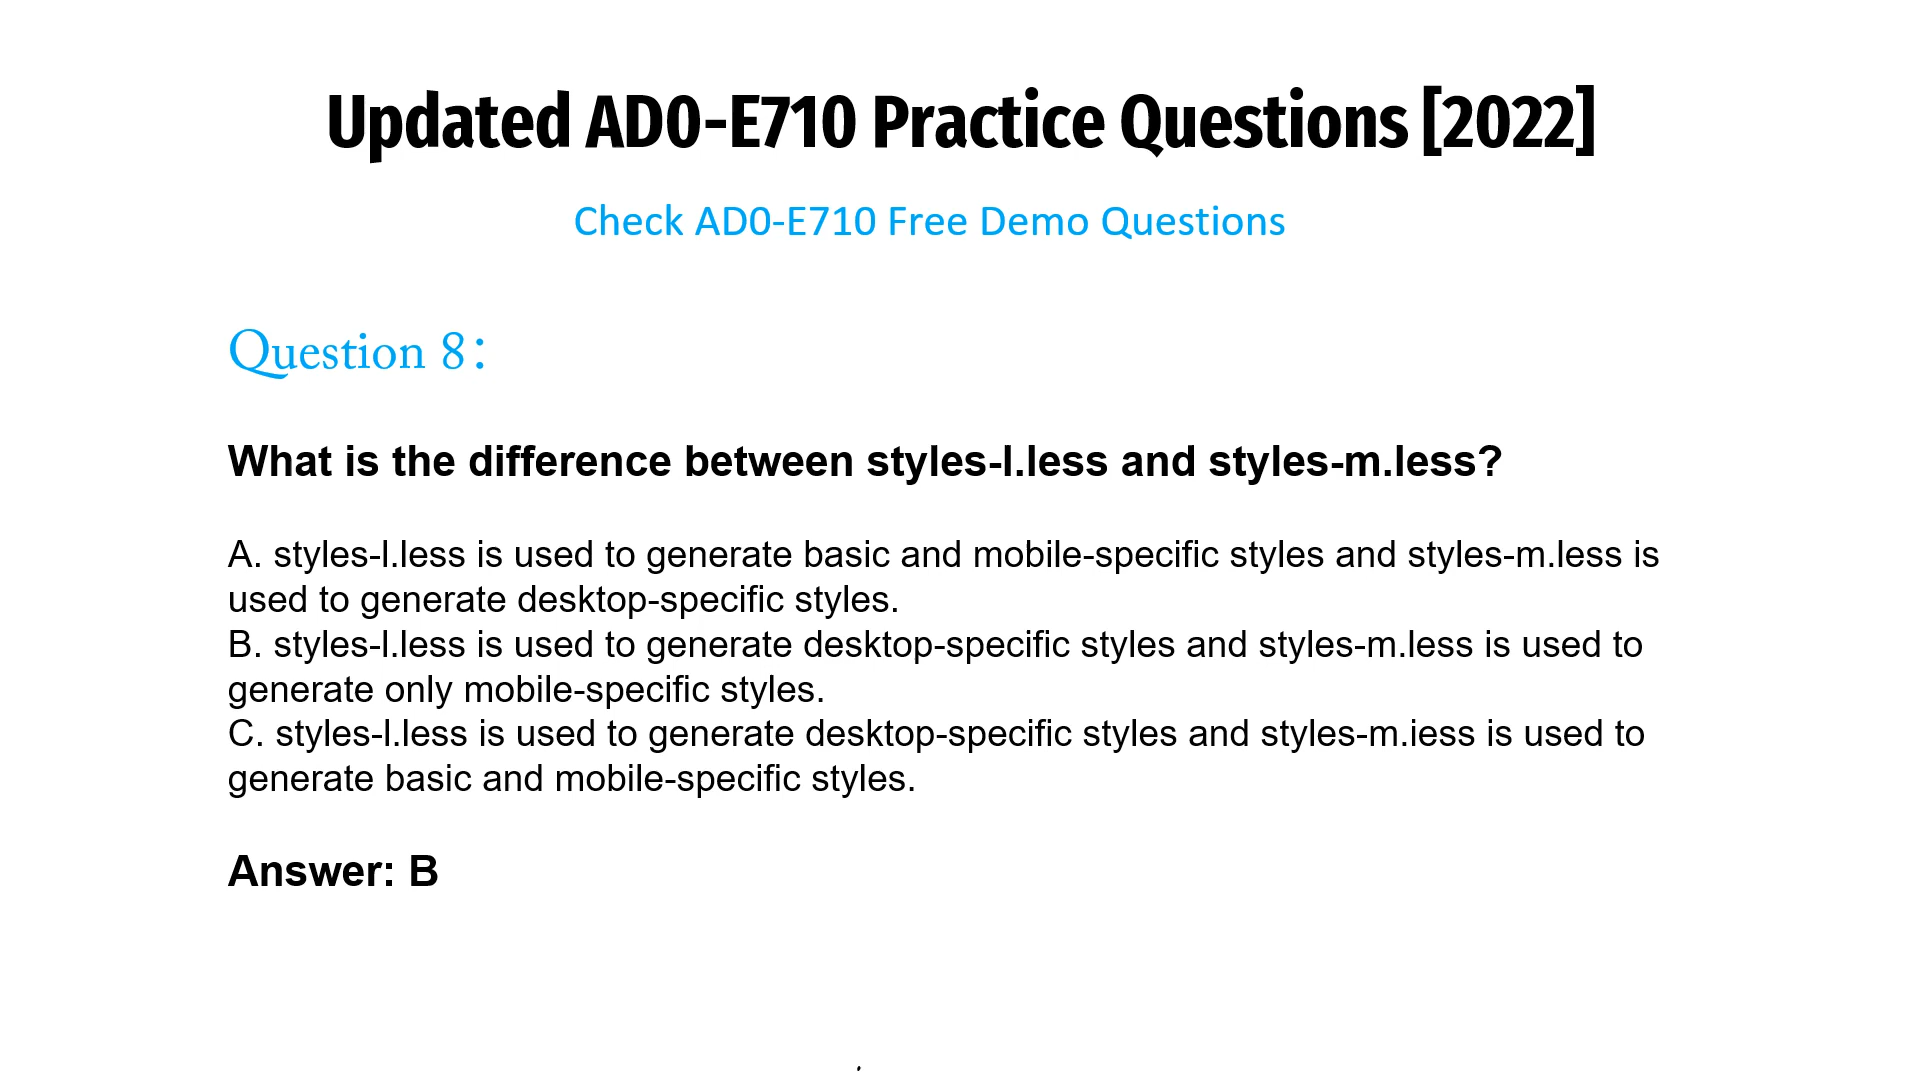 Updated AD0-E710 Practice Questions [2022]
Check AD0-E710 Free Demo Questions
Question 8:
What is the difference between styles-l.less and styles-m.less?
A. styles-l.less is used to generate basic and mobile-specific styles and styles-m.less is
used to generate desktop-specific styles.
B. styles-l.less is used to generate desktop-specific styles and styles-m.less is used to
generate only mobile-specific styles.
C. styles-l.less is used to generate desktop-specific styles and styles-m.iess is used to
generate basic and mobile-specific styles.
Answer: B